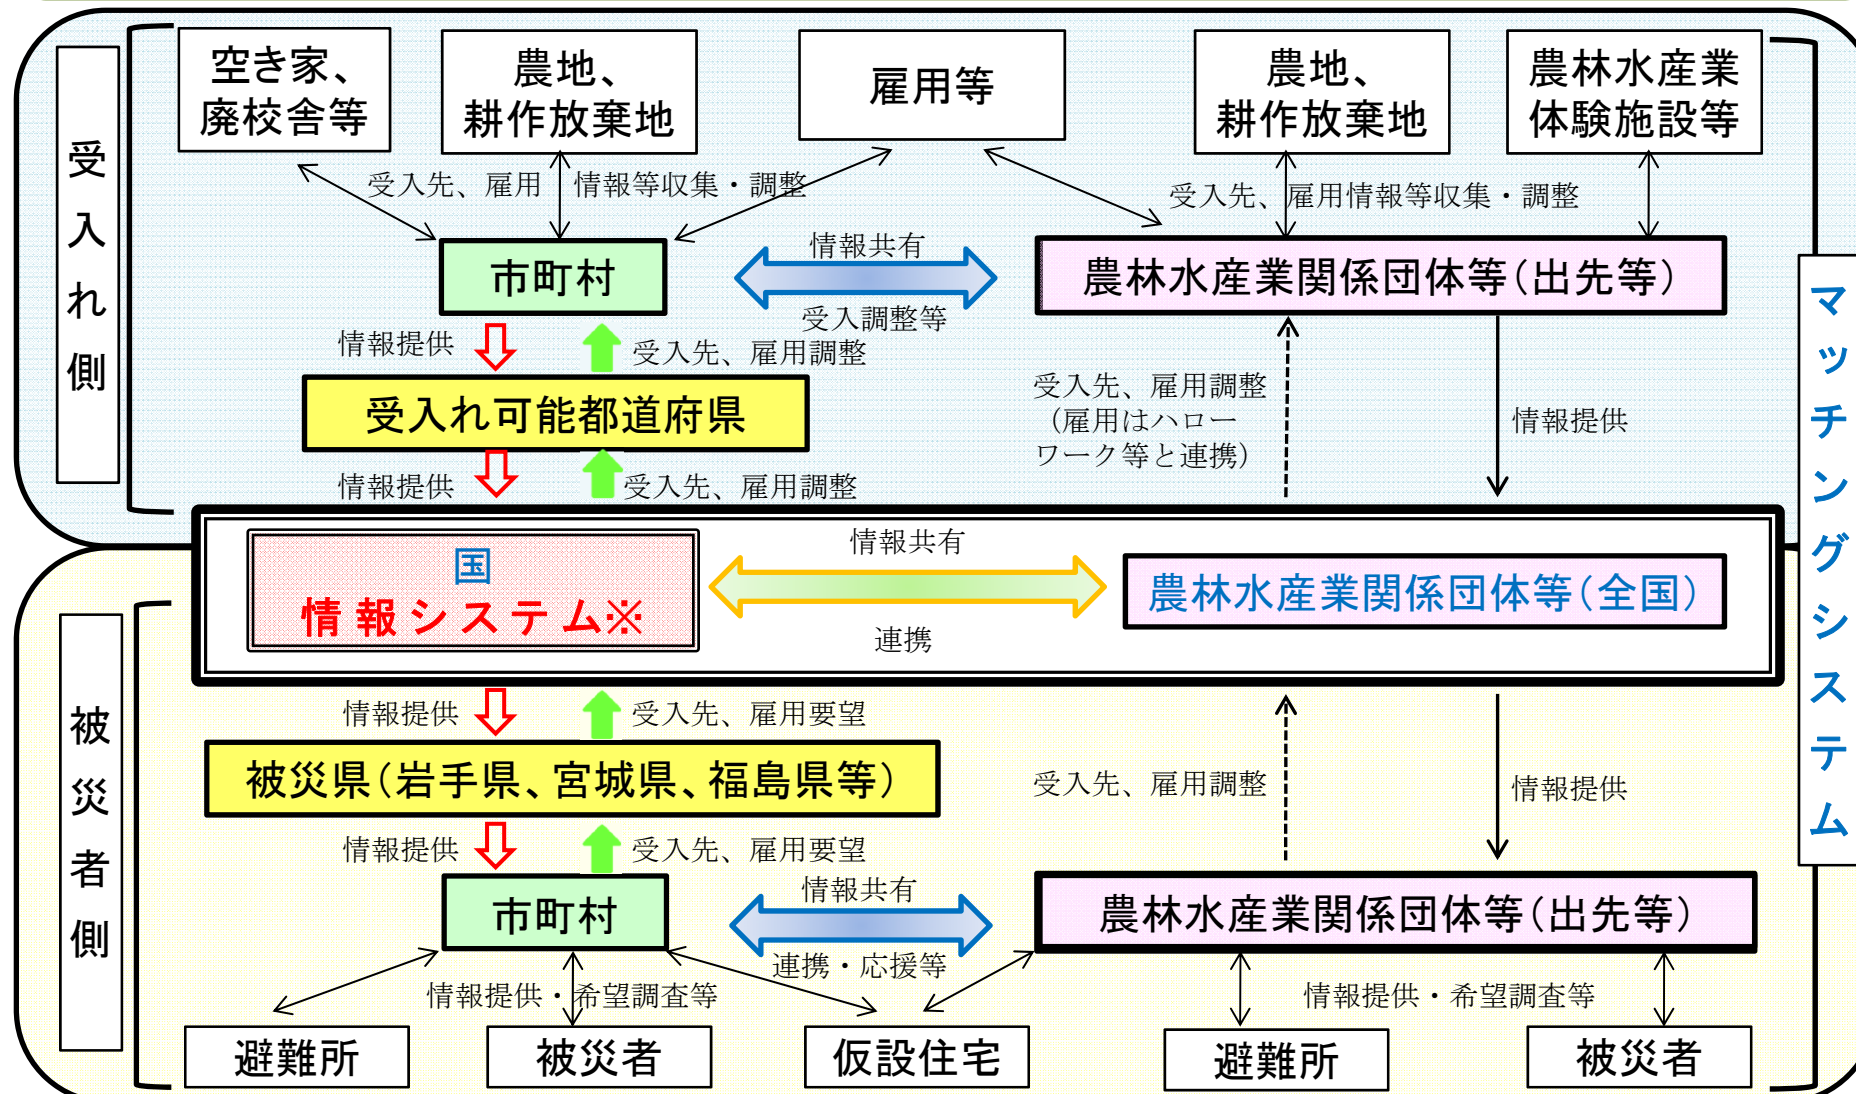 受入れ側
空き家、
廃校舎等
農地、
耕作放棄地
雇用等
農地、
耕作放棄地
農林水産業
体験施設等
受入先、雇用 情報等収集・調整
受入先、雇用情報等収集・調整
市町村
情報共有
受入調整等
農林水産業関係団体等(出先等)
情報提供
受入先、雇用調整
受入れ可能都道府県
受入先、雇用調整
(雇用はハロー
ワーク等と連携)
情報提供
情報提供
受入先、雇用調整
マッチングシステム
国
情報システム※
情報共有
連携
農林水産業関係団体等(全国)
被災者側
情報提供
受入先、雇用要望
被災県(岩手県、宮城県、福島県等)
受入先、雇用調整
情報提供
情報提供
受入先、雇用要望
市町村
情報共有
連携・応援等
農林水産業関係団体等(出先等)
情報提供・希望調査等
情報提供・希望調査等
避難所
被災者
仮設住宅
避難所
被災者